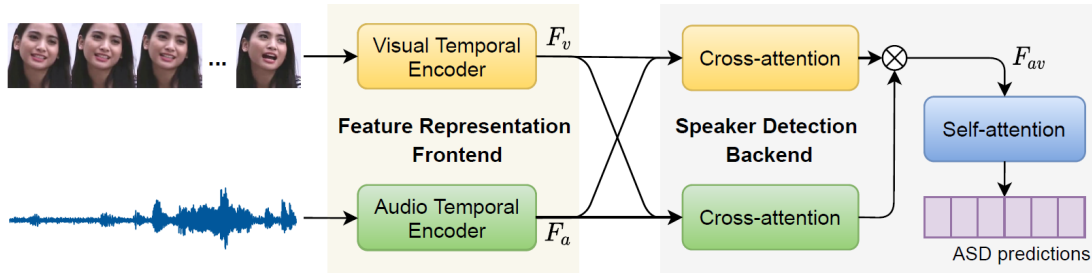 Visual Temporal
Encoder
F_v
Cross-attention
F_av
Feature Representation
Frontend
Speaker Detection
Backend
Self-attention
Audio Temporal
Encoder
F_a
Cross-attention
ASD predictions
...